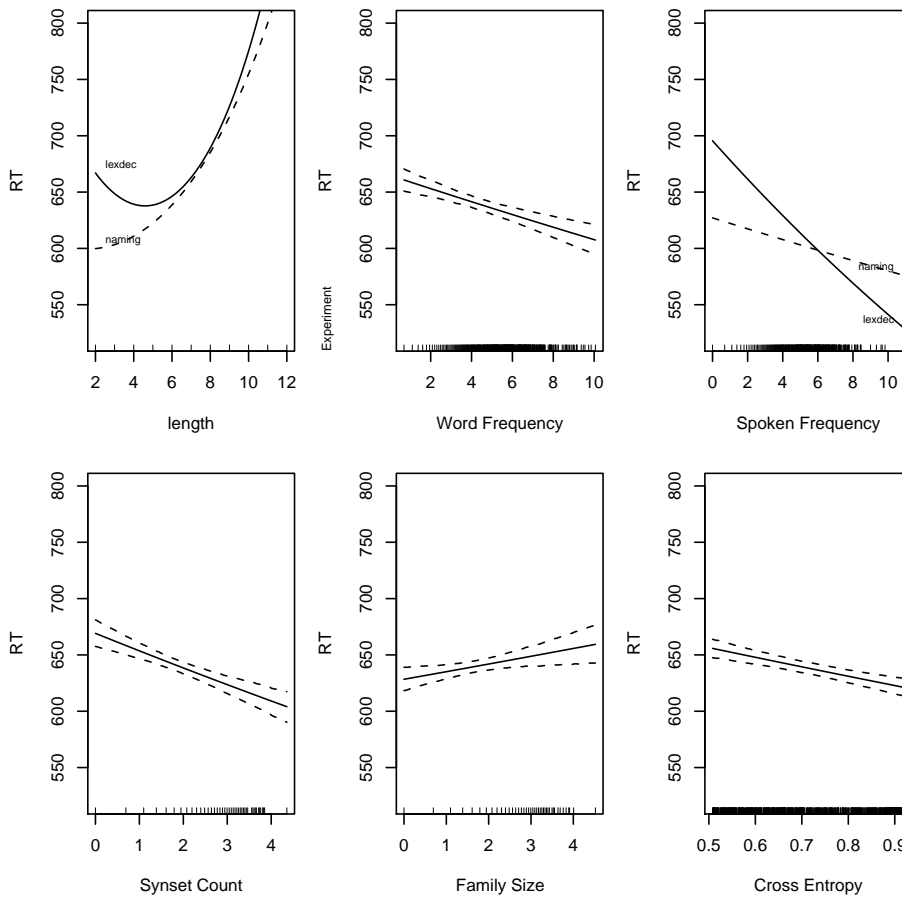 800
750
700
650
600
550
RT
lexdec
naming
2 4 6 8 10 12
length
Experiment
800
750
700
650
600
550
RT
2 4 6 8 10
Word Frequency
800
750
700
650
600
550
RT
naming
lexdec
0 2 4 6 8 10
Spoken Frequency
800
750
700
650
600
550
RT
0 1 2 3 4
Synset Count
800
750
700
650
600
550
RT
0 1 2 3 4
Family Size
800
750
700
650
600
550
RT
0.5 0.6 0.7 0.8 0.9
Cross Entropy